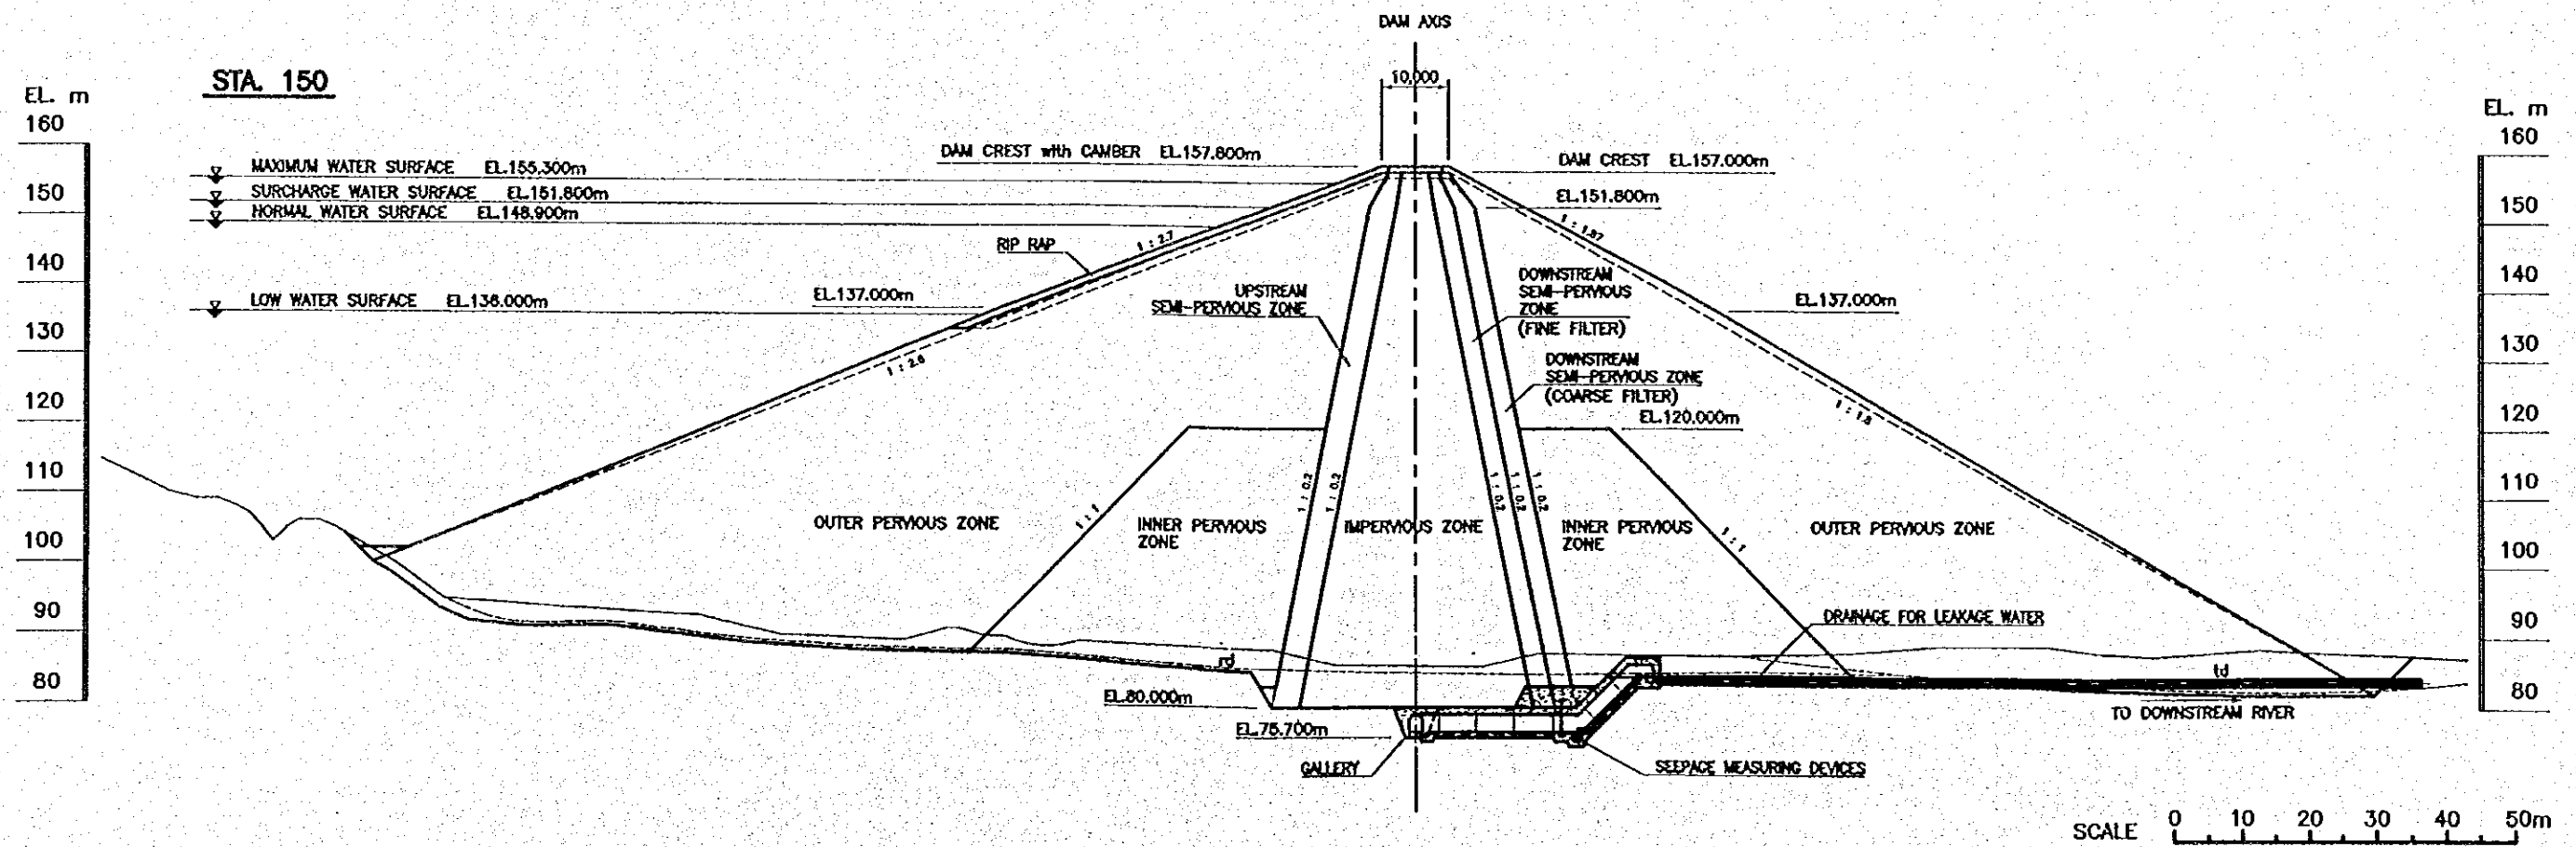 DAM AXIS
10,000
STA. 150
EL. m
160
150
140
130
120
110
100
90
80
EL. m
160
150
140
130
120
110
100
90
80
MAXIMUM WATER SURFACE EL.155.300m
SURCHARGE WATER SURFACE EL.151.800m
NORMAL WATER SURFACE EL.148.900m
LOW WATER SURFACE EL.136.000m
DAM CREST with CAMBER EL.157.800m
DAM CREST EL.157.000m
EL.151.800m
RIP RAP
1 : 2.7
1 : 1.87
EL.137.000m
EL.137.000m
1 : 2.6
1 : 1.8
UPSTREAM
SEMI-PERVIOUS ZONE
DOWNSTREAM
SEMI-PERVIOUS
ZONE
(FINE FILTER)
DOWNSTREAM
SEMI-PERVIOUS ZONE
(COARSE FILTER)
EL.120.000m
1 : 0.2
1 : 0.2
1 : 0.2
1 : 0.2
1 : 0.2
OUTER PERVIOUS ZONE
1 : 1
INNER PERVIOUS
ZONE
IMPERVIOUS ZONE
INNER PERVIOUS
ZONE
1 : 1
OUTER PERVIOUS ZONE
DRAINAGE FOR LEAKAGE WATER
rd
td
EL.80.000m
EL.75.700m
TO DOWNSTREAM RIVER
GALLERY
SEEPAGE MEASURING DEVICES
SCALE 0 10 20 30 40 50m